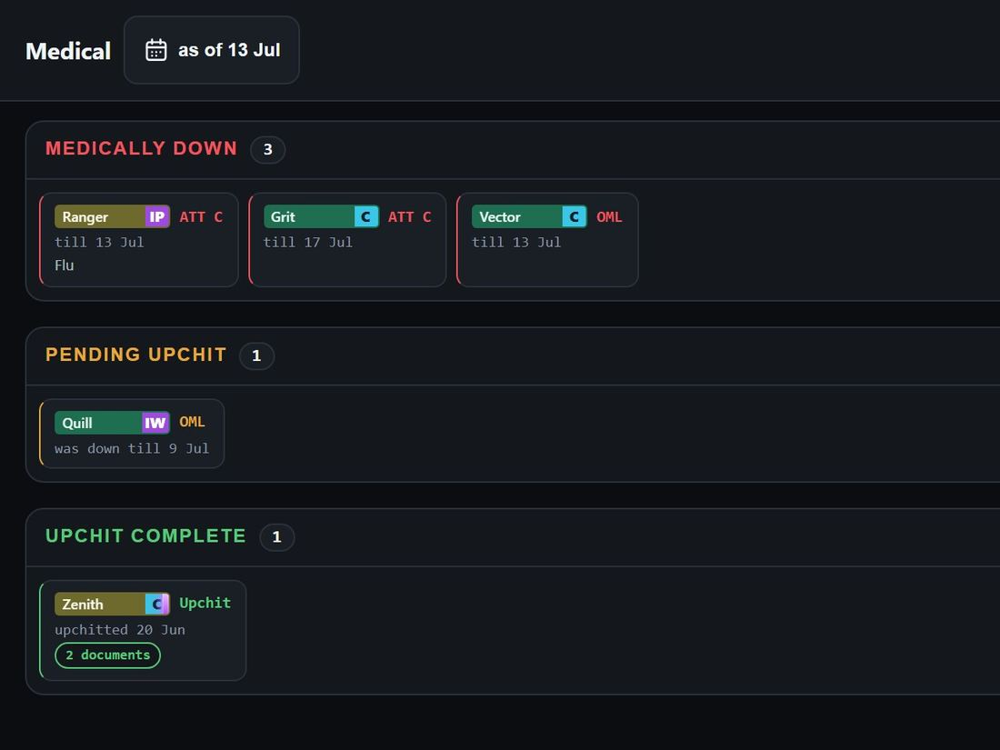 Medical as of 13 Jul
MEDICALLY DOWN 3
Ranger IP ATT C
till 13 Jul
Flu
Grit C ATT C
till 17 Jul
Vector C OML
till 13 Jul
PENDING UPCHIT 1
Quill IW OML
was down till 9 Jul
UPCHIT COMPLETE 1
Zenith C Upchit
upchitted 20 Jun
2 documents